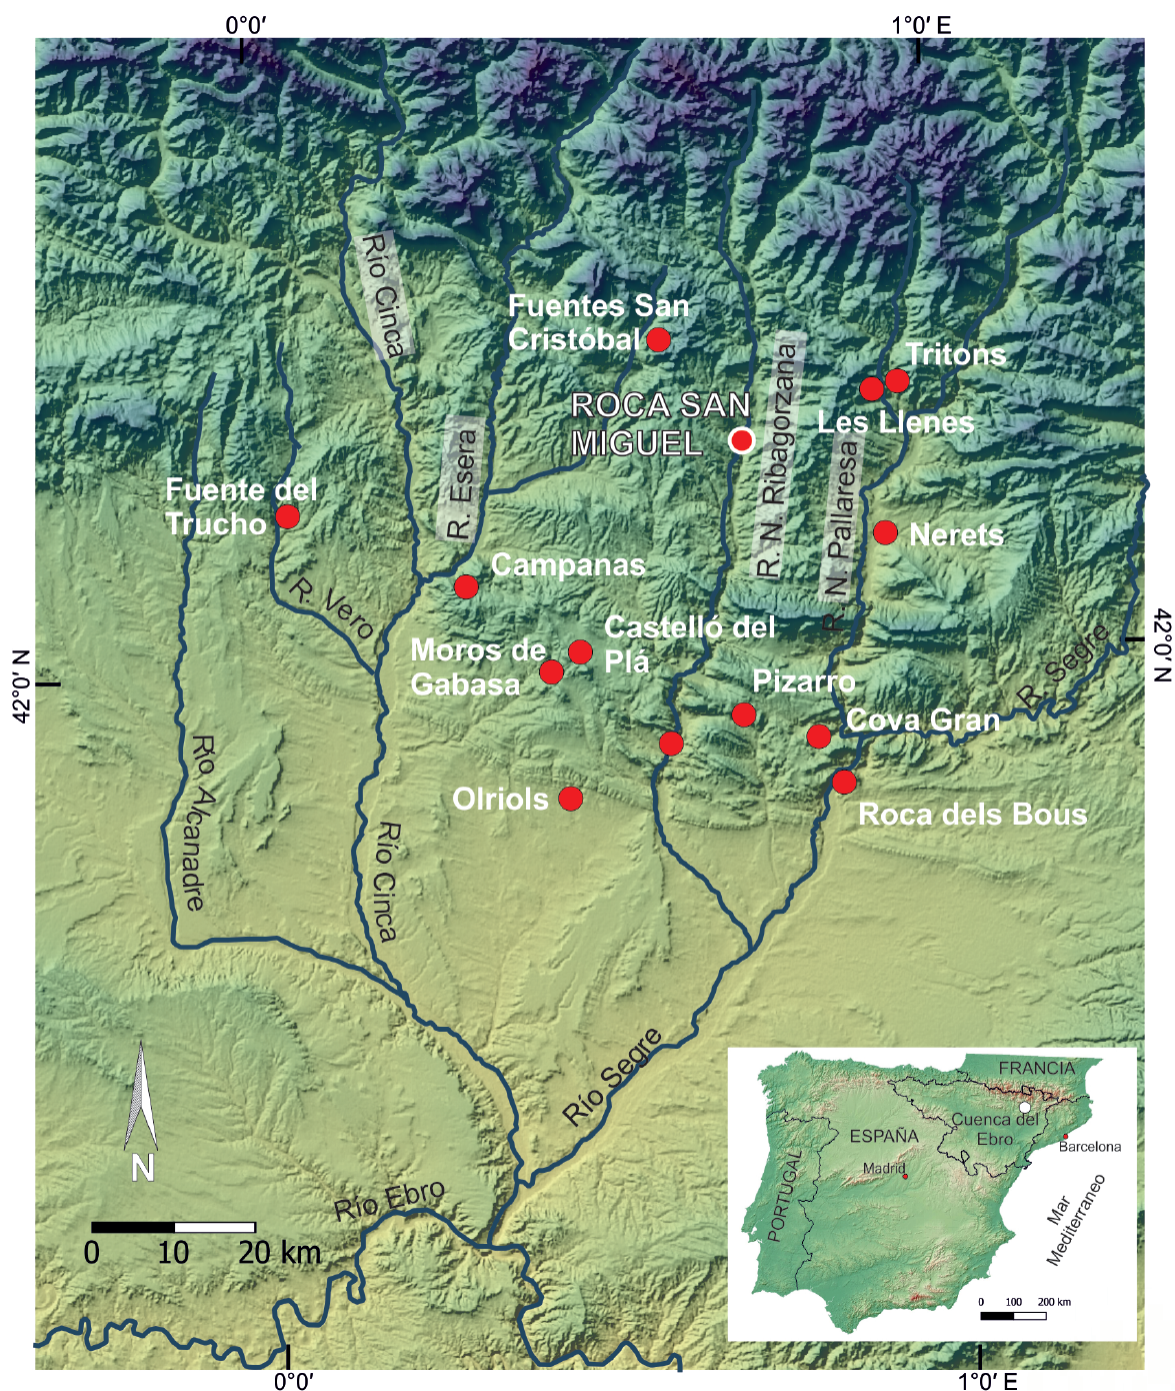 0°0'
1°0' E
Río Cinca
Fuentes San
Cristóbal
Tritons
Les Llenes
ROCA SAN
MIGUEL
R. N. Ribagorzana
R. N. Pallaresa
R. Esera
Fuente del
Trucho
Nerets
Campanas
R. Vero
Castelló del
Plá
Moros de
Gabasa
42°0' N
42°0' N
R. Segre
Pizarro
Cova Gran
Río Alcanadre
Olriols
Roca dels Bous
Río Cinca
Río Segre
N
Río Ebro
0 10 20 km
FRANCIA
Cuenca del
Ebro
ESPAÑA
Barcelona
Madrid
PORTUGAL
Mar
Mediterraneo
0 100 200 km
0°0'
1°0' E